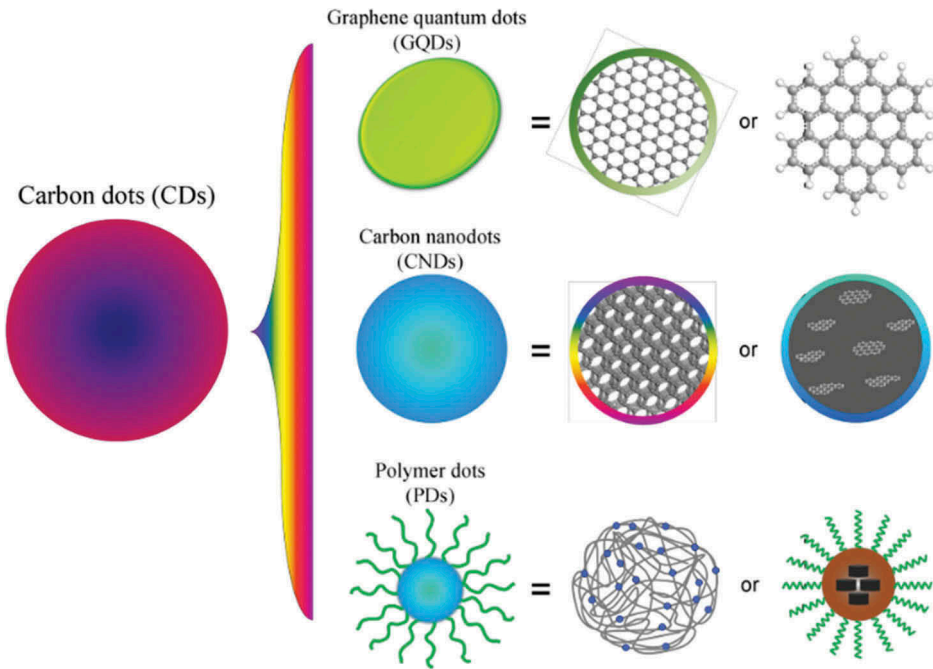 Graphene quantum dots
(GQDs)
=
or
Carbon dots (CDs)
Carbon nanodots
(CNDs)
=
or
Polymer dots
(PDs)
=
or